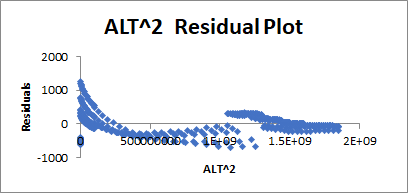 ALT^2 Residual Plot
2000
1000
0
-1000
0
500000000
1E+09
1.5E+09
2E+09
Residuals
ALT^2